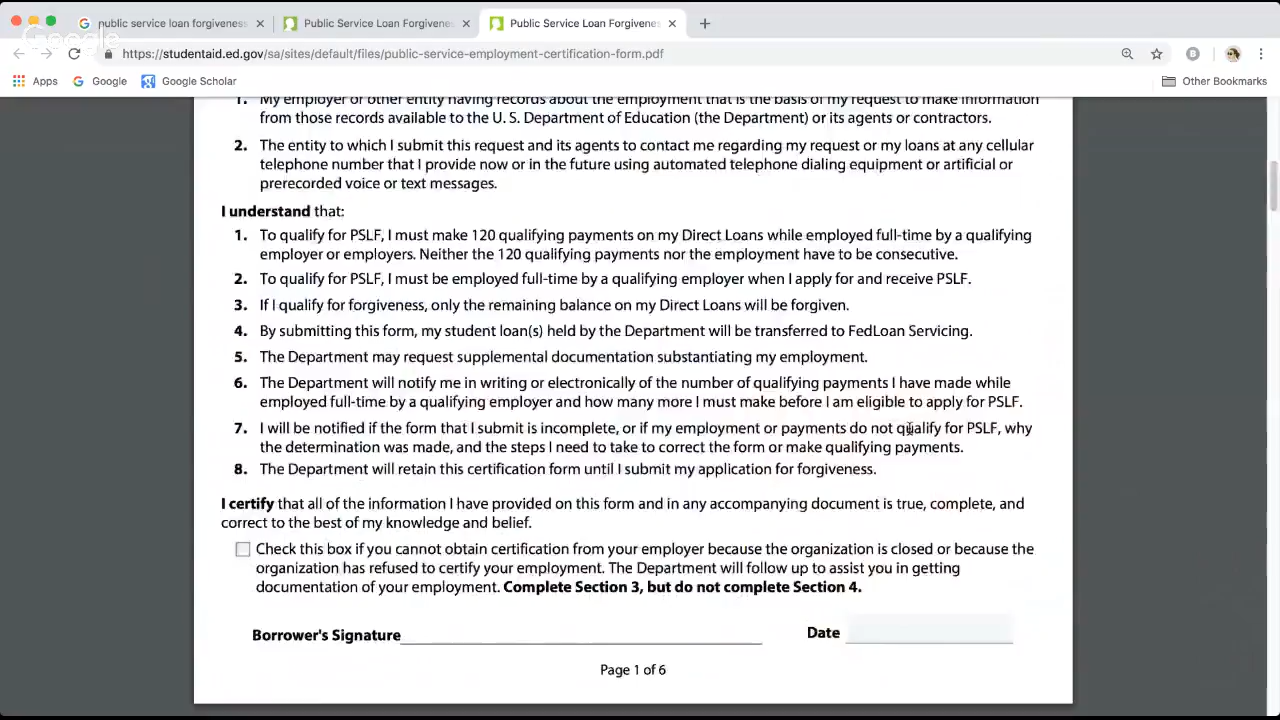 public service loan forgiveness
Public Service Loan Forgivenes
Public Service Loan Forgivenes
Google
https://studentaid.ed.gov/sa/sites/default/files/public-service-employment-certification-form.pdf
B
Apps
Google
Google Scholar
Other Bookmarks
1. My employer or other entity having records about the employment that is the basis of my request to make information
from those records available to the U. S. Department of Education (the Department) or its agents or contractors.
2. The entity to which I submit this request and its agents to contact me regarding my request or my loans at any cellular
telephone number that I provide now or in the future using automated telephone dialing equipment or artificial or
prerecorded voice or text messages.
I understand that:
1. To qualify for PSLF, I must make 120 qualifying payments on my Direct Loans while employed full-time by a qualifying
employer or employers. Neither the 120 qualifying payments nor the employment have to be consecutive.
2. To qualify for PSLF, I must be employed full-time by a qualifying employer when I apply for and receive PSLF.
3. If I qualify for forgiveness, only the remaining balance on my Direct Loans will be forgiven.
4. By submitting this form, my student loan(s) held by the Department will be transferred to FedLoan Servicing.
5. The Department may request supplemental documentation substantiating my employment.
6. The Department will notify me in writing or electronically of the number of qualifying payments I have made while
employed full-time by a qualifying employer and how many more I must make before I am eligible to apply for PSLF.
7. I will be notified if the form that I submit is incomplete, or if my employment or payments do not qualify for PSLF, why
the determination was made, and the steps I need to take to correct the form or make qualifying payments.
8. The Department will retain this certification form until I submit my application for forgiveness.
I certify that all of the information I have provided on this form and in any accompanying document is true, complete, and
correct to the best of my knowledge and belief.
Check this box if you cannot obtain certification from your employer because the organization is closed or because the
organization has refused to certify your employment. The Department will follow up to assist you in getting
documentation of your employment. Complete Section 3, but do not complete Section 4.
Borrower's Signature
Date
Page 1 of 6